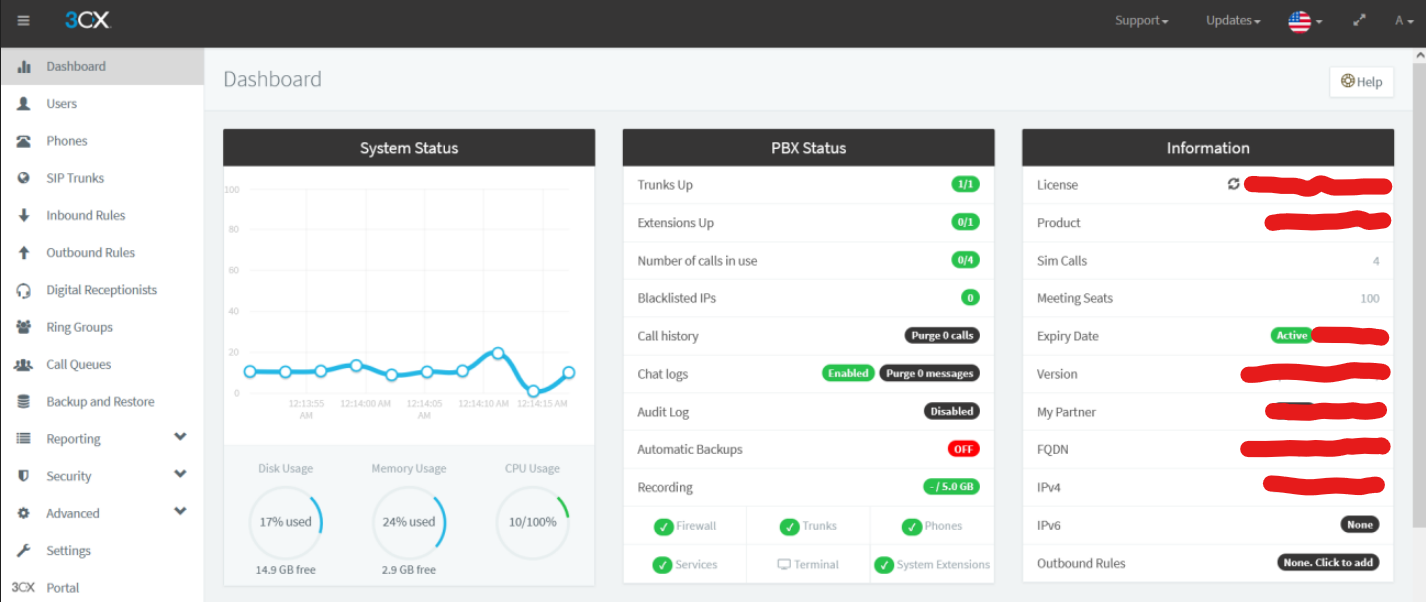 3CX
Support
Updates
A
Dashboard
Users
Phones
SIP Trunks
Inbound Rules
Outbound Rules
Digital Receptionists
Ring Groups
Call Queues
Backup and Restore
Reporting
Security
Advanced
Settings
3CX Portal
Dashboard
Help
System Status
100
80
60
40
20
0
12:13:55 AM 12:14:00 AM 12:14:05 AM 12:14:10 AM 12:14:15 AM
Disk Usage Memory Usage CPU Usage
17% used 24% used 10/100%
14.9 GB free 2.9 GB free
PBX Status
Trunks Up 1/1
Extensions Up 0/1
Number of calls in use 0/4
Blacklisted IPs 0
Call history Purge 0 calls
Chat logs Enabled Purge 0 messages
Audit Log Disabled
Automatic Backups OFF
Recording - / 5.0 GB
Firewall Trunks Phones
Services Terminal System Extensions
Information
License
Product
Sim Calls 4
Meeting Seats 100
Expiry Date Active
Version
My Partner
FQDN
IPv4
IPv6 None
Outbound Rules None. Click to add